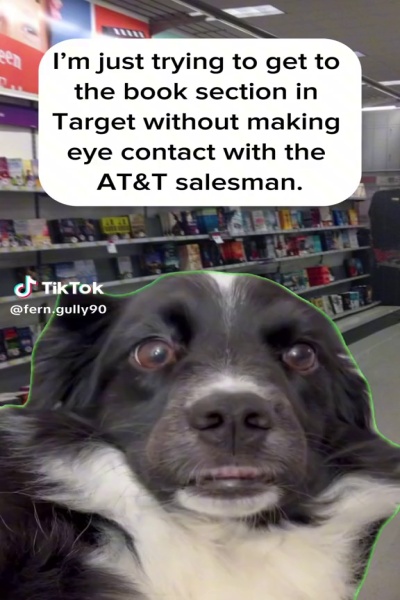 een
I’m just trying to get to
the book section in
Target without making
eye contact with the
AT&T salesman.
TikTok
@fern.gully90